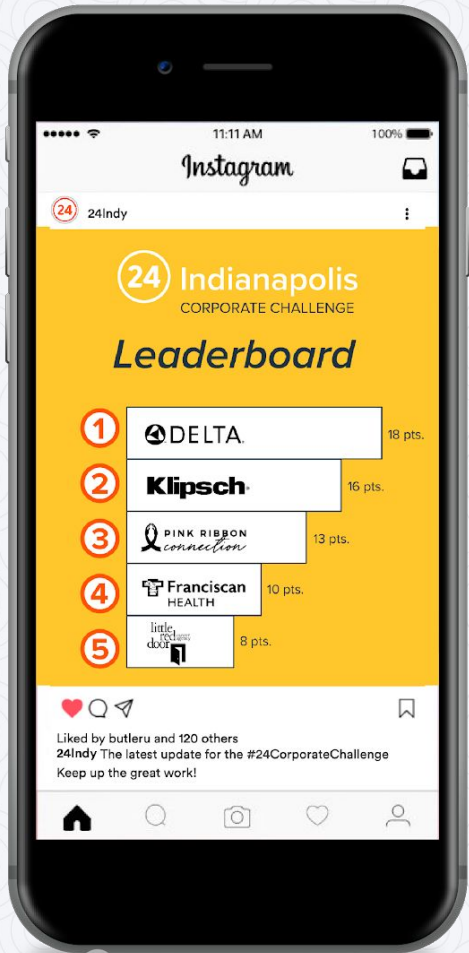 11:11 AM
100%
Instagram
24
24Indy
24 Indianapolis
CORPORATE CHALLENGE
Leaderboard
1 DELTA 18 pts.
2 Klipsch 16 pts.
3 PINK RIBBON
connection 13 pts.
4 Franciscan
HEALTH 10 pts.
5 little
red
door 8 pts.
Liked by butleru and 120 others
24Indy The latest update for the #24CorporateChallenge
Keep up the great work!